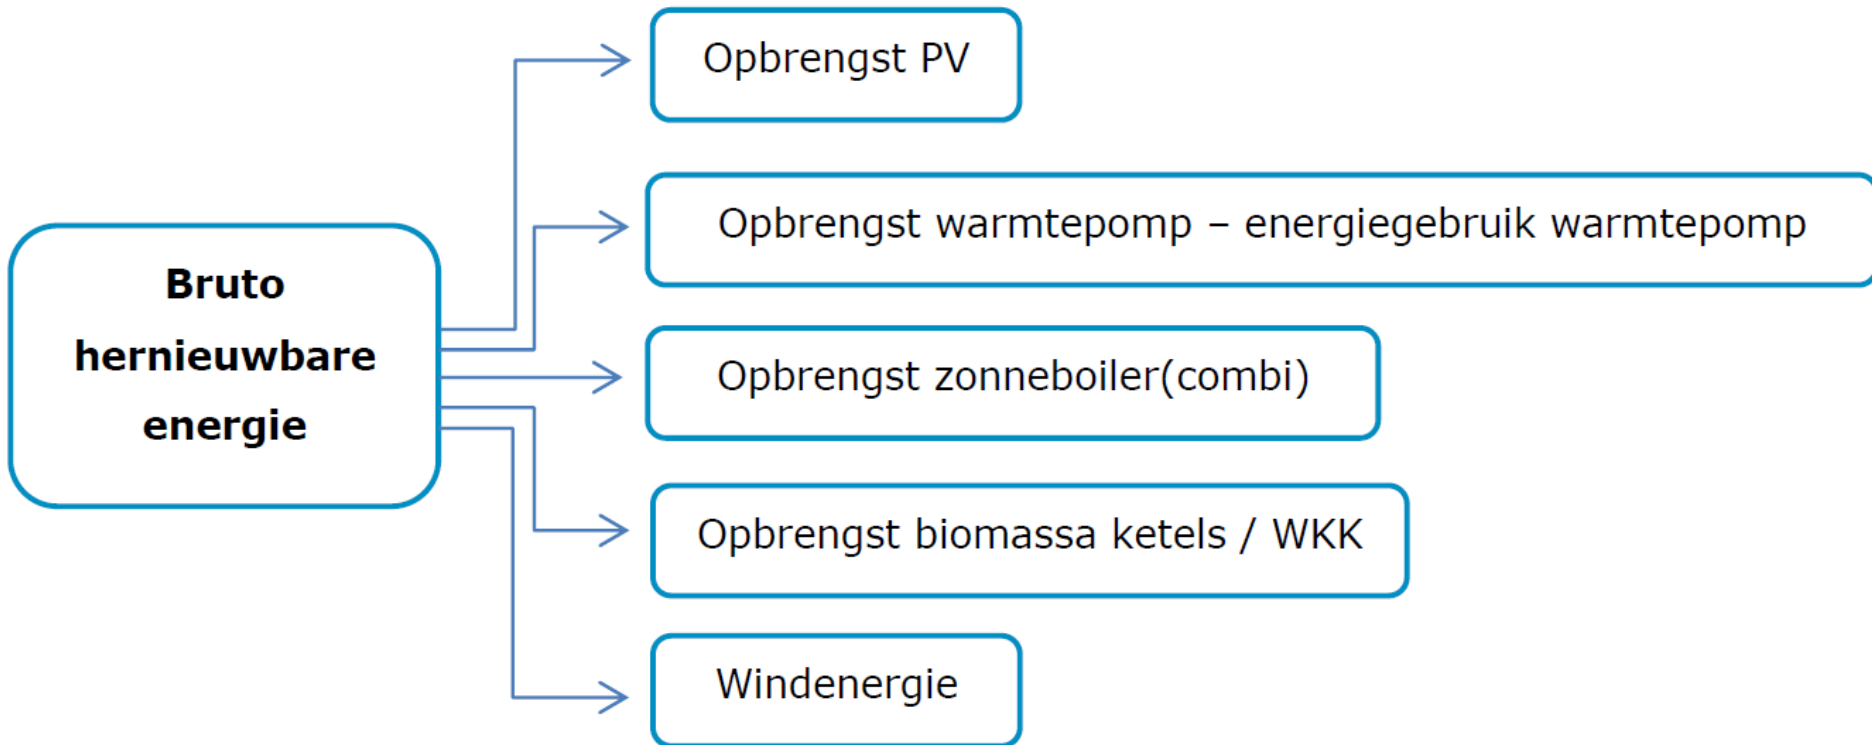 Bruto
hernieuwbare
energie
Opbrengst PV
Opbrengst warmtepomp – energiegebruik warmtepomp
Opbrengst zonneboiler(combi)
Opbrengst biomassa ketels / WKK
Windenergie